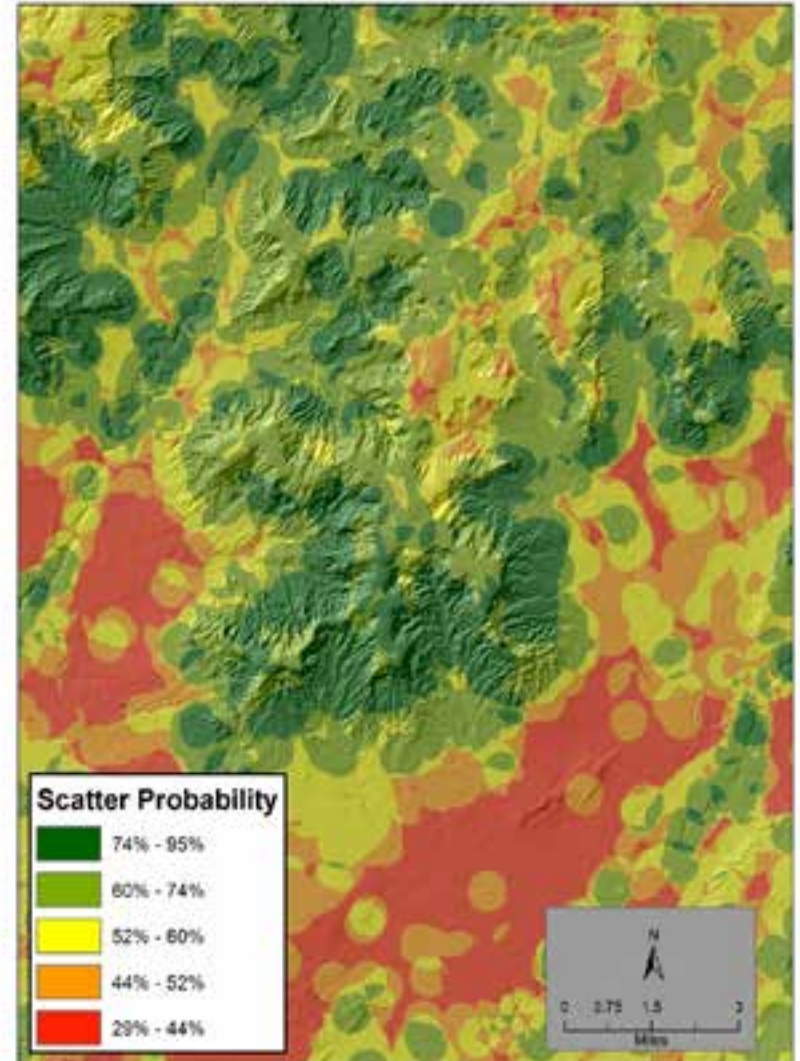 Scatter Probability
74% - 95%
60% - 74%
52% - 60%
44% - 52%
29% - 44%
N
0 0.75 1.5 3
Miles